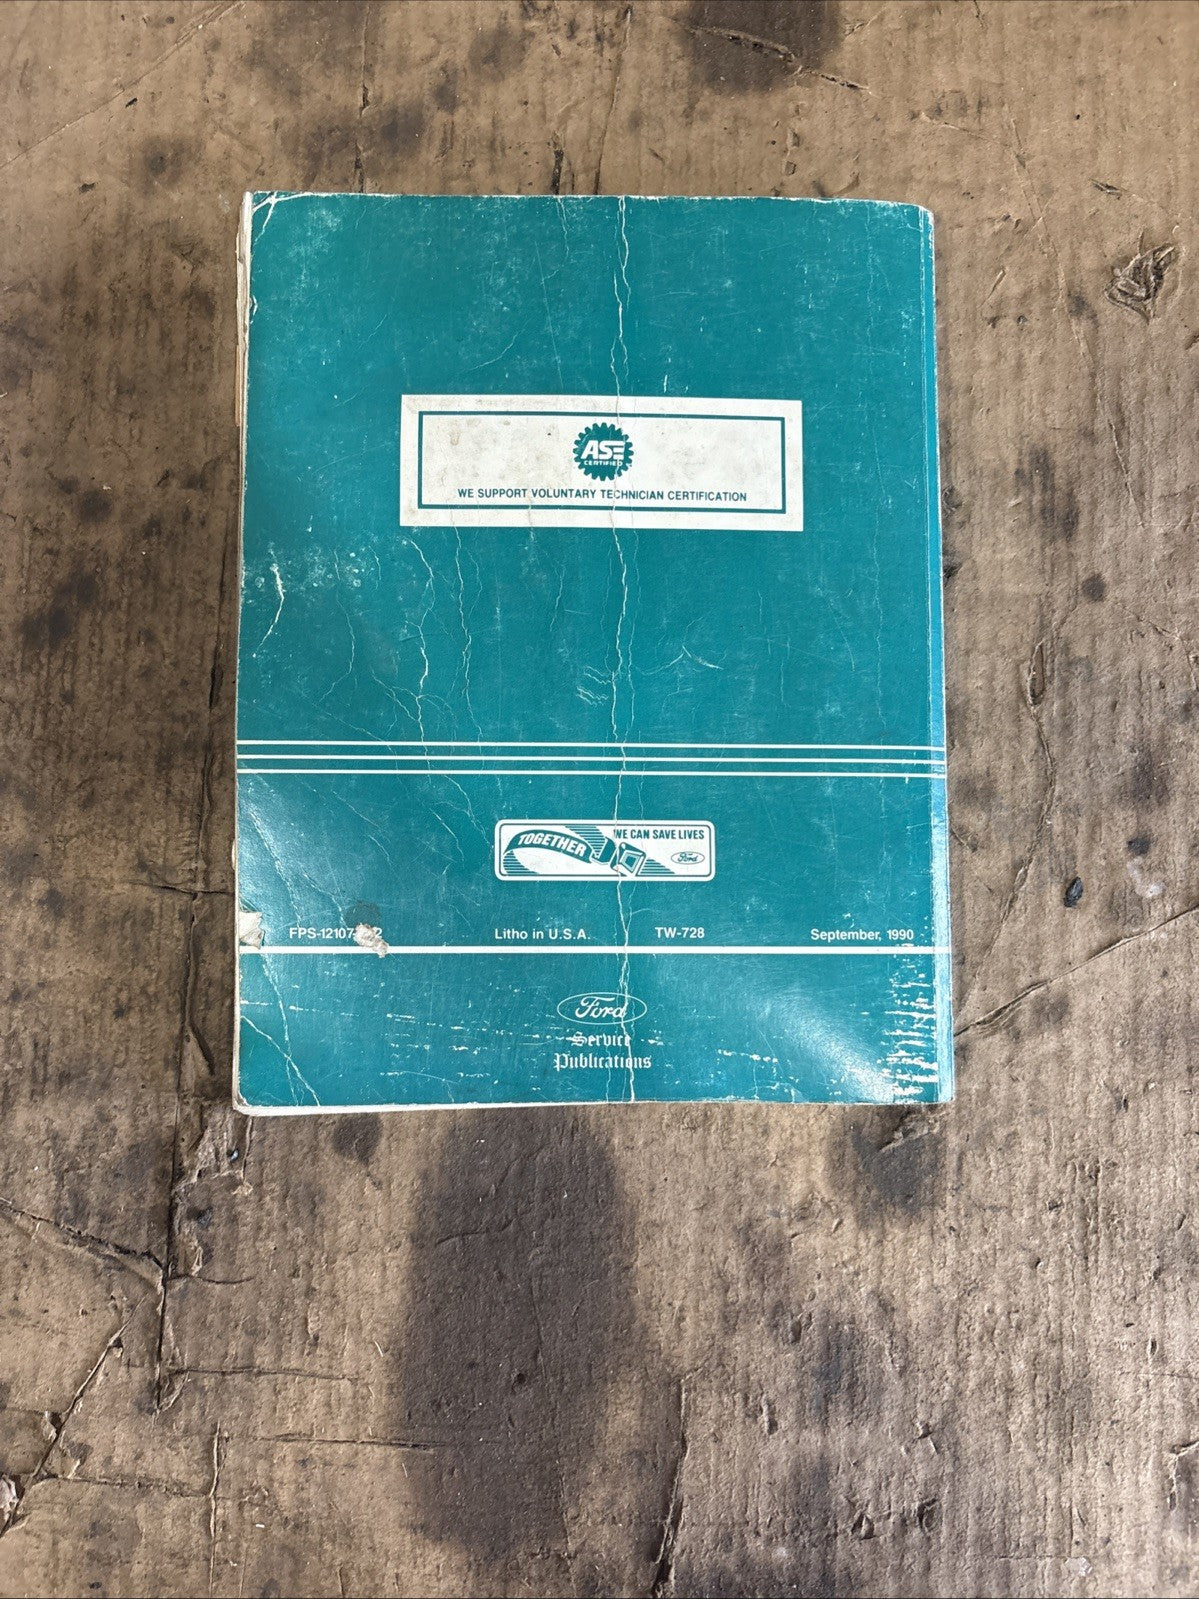 ASE
CERTIFIED
WE SUPPORT VOLUNTARY TECHNICIAN CERTIFICATION
TOGETHER WE CAN SAVE LIVES
Ford
Litho in U.S.A. TW-728 September, 1990
Ford
Service
Publications